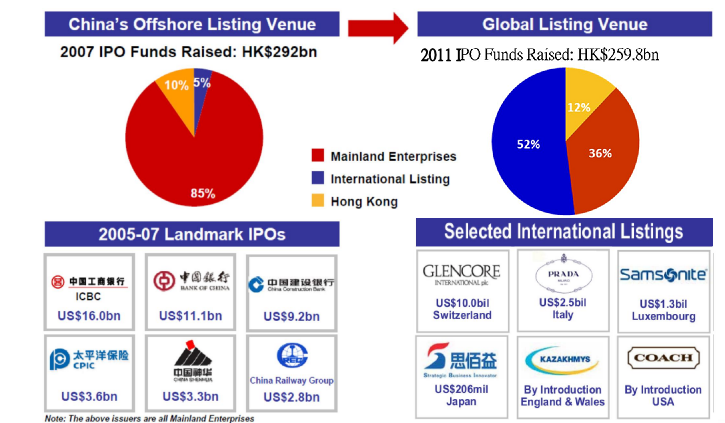 China's Offshore Listing Venue
Global Listing Venue
2007 IPO Funds Raised: HK$292bn
2011 IPO Funds Raised: HK$259.8bn
10%
5%
85%
12%
52%
36%
Mainland Enterprises
International Listing
Hong Kong
2005-07 Landmark IPOs
中国工商银行
ICBC
US$16.0bn
中国银行
BANK OF CHINA
US$11.1bn
中国建设银行
China Construction Bank
US$9.2bn
太平洋保险
CPIC
US$3.6bn
中国神华
CHINA SHENHUA
US$3.3bn
China Railway Group
US$2.8bn
Note: The above issuers are all Mainland Enterprises
Selected International Listings
GLENCORE
INTERNATIONAL plc
US$10.0bil
Switzerland
PRADA
US$2.5bil
Italy
Samsonite
US$1.3bil
Luxembourg
思佰益
Strategic Business Innovator
US$206mil
Japan
KAZAKHMYS
By Introduction
England & Wales
COACH
By Introduction
USA